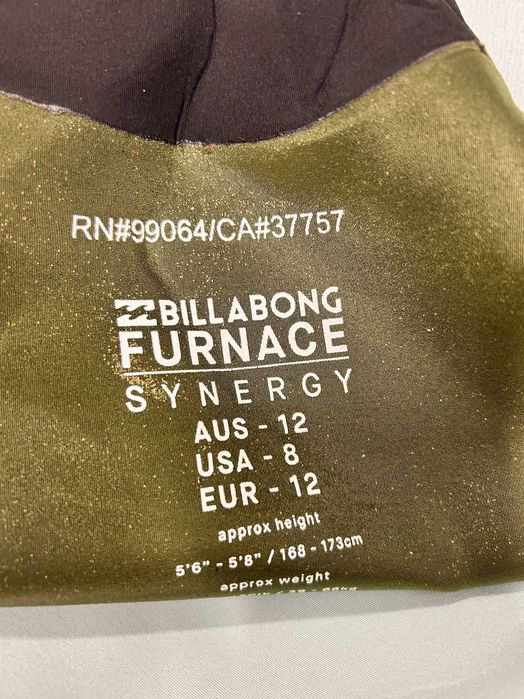 RN#99064/CA#37757
BILLABONG
FURNACE
SYNERGY
AUS - 12
USA - 8
EUR - 12
approx height
5'6" - 5'8" / 168 - 173cm
approx weight